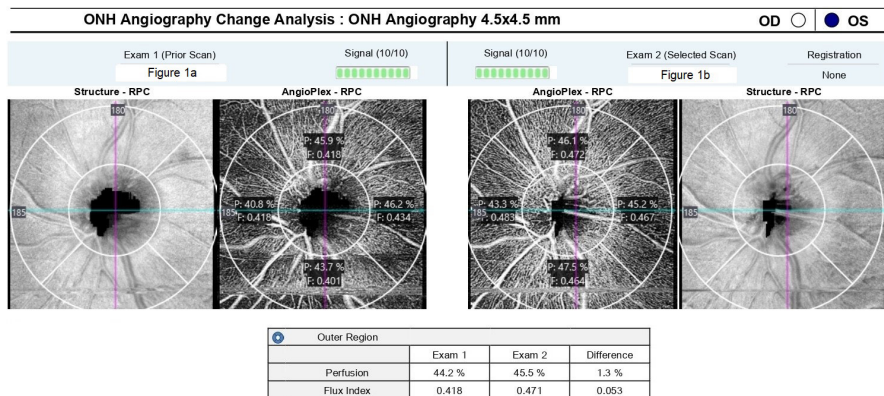 ONH Angiography Change Analysis : ONH Angiography 4.5x4.5 mm OD OS
Exam 1 (Prior Scan) Signal (10/10) Signal (10/10) Exam 2 (Selected Scan) Registration
Figure 1a Figure 1b None
Structure - RPC AngioPlex - RPC AngioPlex - RPC Structure - RPC
180 180 180 180
P: 45.9 % P: 46.1 %
F: 0.418 F: 0.472
P: 40.8 % P: 46.2 % P: 43.3 % P: 45.2 %
185 185 185 185
F: 0.418 F: 0.434 F: 0.483 F: 0.467
P: 43.7 % P: 47.5 %
F: 0.401 F: 0.464
Outer Region
Exam 1 Exam 2 Difference
Perfusion 44.2 % 45.5 % 1.3 %
Flux Index 0.418 0.471 0.053